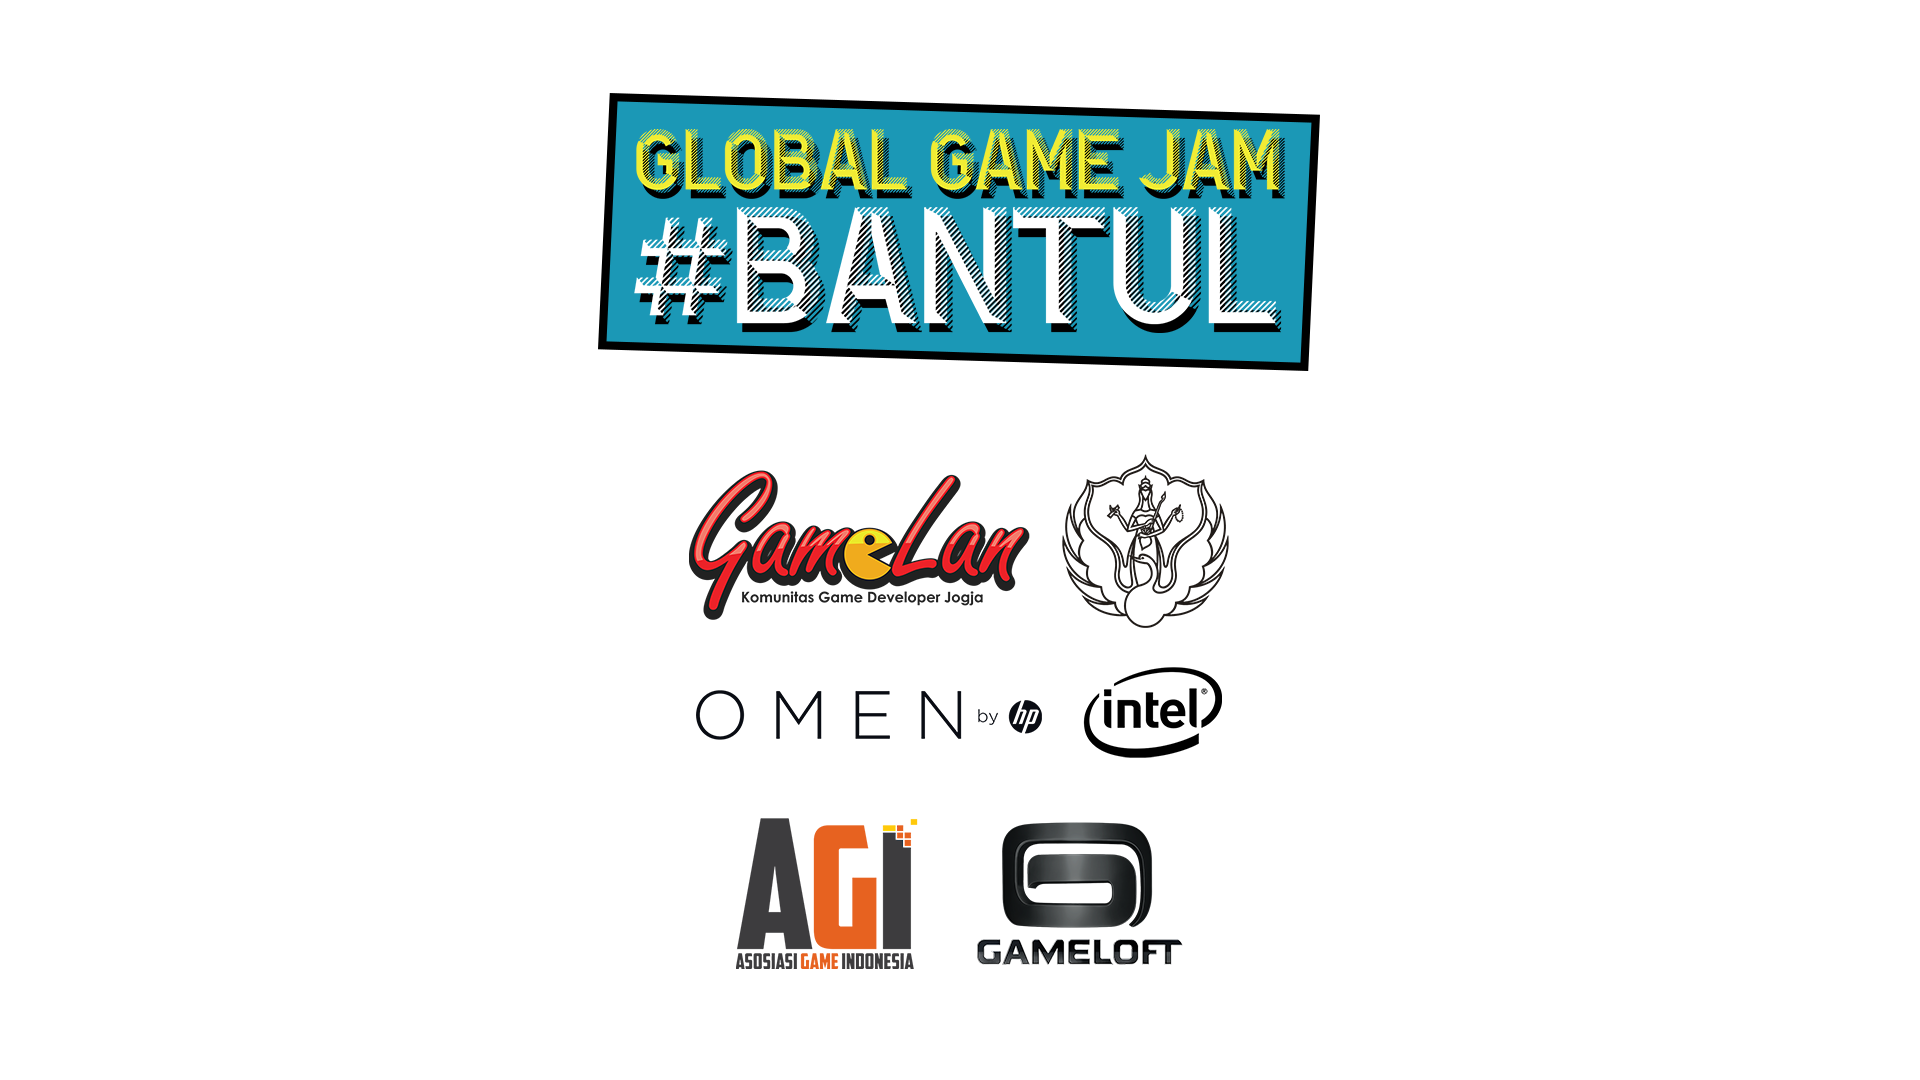 GLOBAL GAME JAM
#BANTUL
GameLan
Komunitas Game Developer Jogja
OMEN by hp
intel®
AGI
ASOSIASI GAME INDONESIA
GAMELOFT